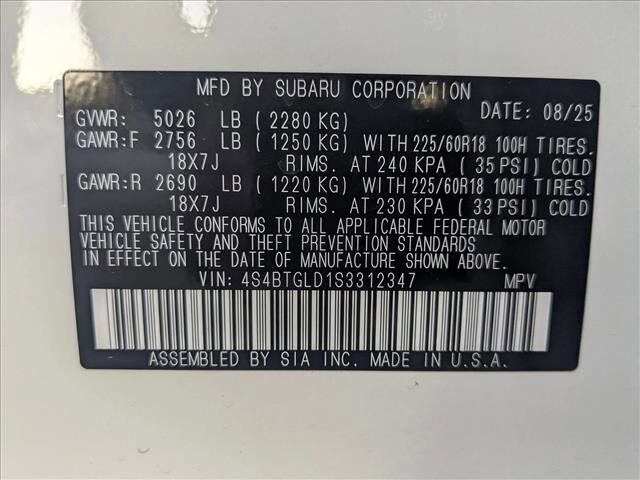 MFD BY SUBARU CORPORATION
DATE: 08/25
GVWR: 5026 LB ( 2280 KG)
GAWR:F 2756 LB ( 1250 KG) WITH 225/60R18 100H TIRES.
18X7J RIMS. AT 240 KPA ( 35 PSI) COLD
GAWR:R 2690 LB ( 1220 KG) WITH 225/60R18 100H TIRES.
18X7J RIMS. AT 230 KPA ( 33 PSI) COLD
THIS VEHICLE CONFORMS TO ALL APPLICABLE FEDERAL MOTOR
VEHICLE SAFETY AND THEFT PREVENTION STANDARDS
IN EFFECT ON THE DATE OF MANUFACTURE SHOWN ABOVE.
VIN: 4S4BTGLD1S3312347 MPV
ASSEMBLED BY SIA INC. MADE IN U.S.A.